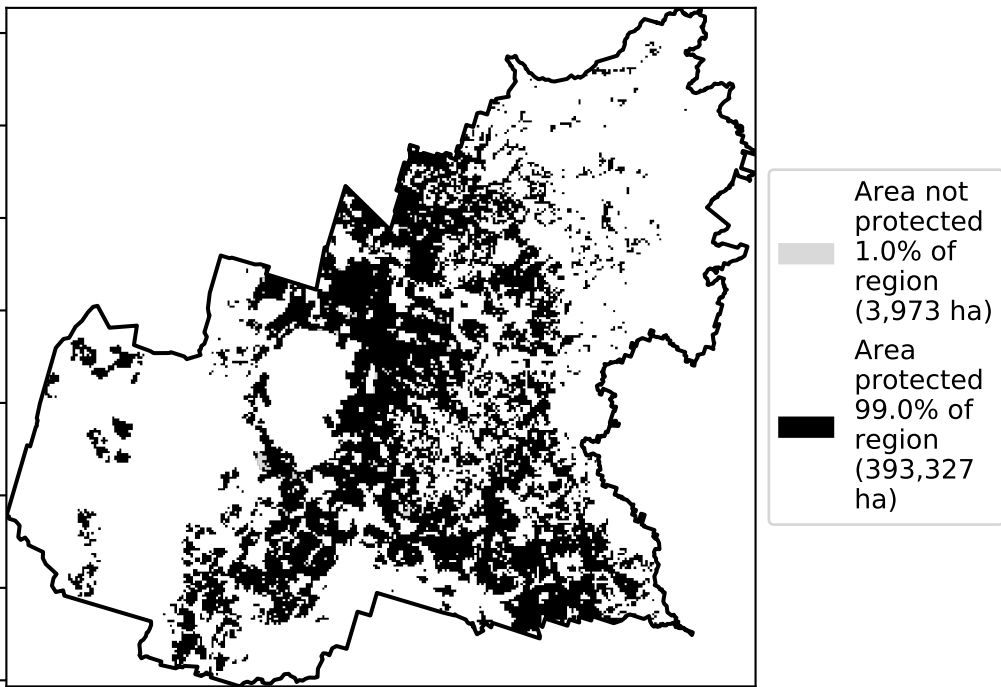 Area not
protected
1.0% of
region
(3,973 ha)
Area
protected
99.0% of
region
(393,327
ha)